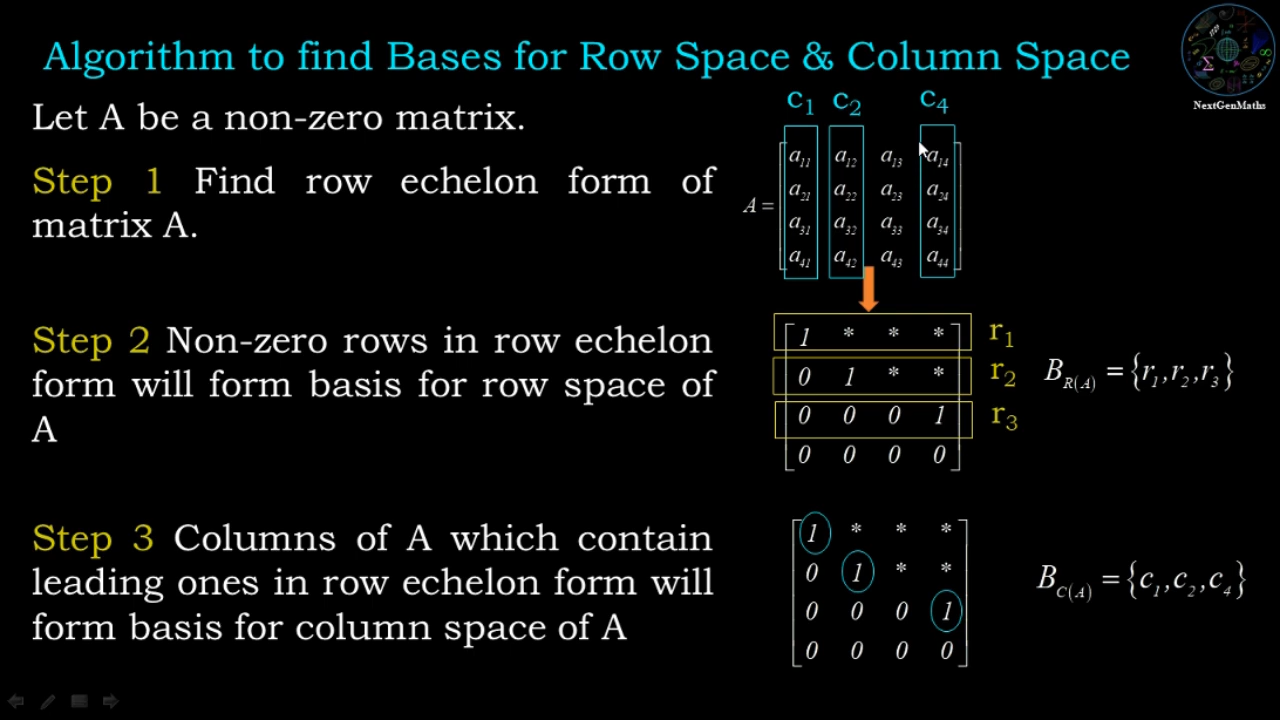 Algorithm to find Bases for Row Space & Column Space
NextGenMaths
Let A be a non-zero matrix.
c₁ c₂ c₄
Step 1 Find row echelon form of
matrix A.
A =
a₁₁ a₁₂ a₁₃ a₁₄
a₂₁ a₂₂ a₂₃ a₂₄
a₃₁ a₃₂ a₃₃ a₃₄
a₄₁ a₄₂ a₄₃ a₄₄
Step 2 Non-zero rows in row echelon
form will form basis for row space of
A
1 * * * r₁
0 1 * * r₂
0 0 0 1 r₃
0 0 0 0
B_R(A) = {r₁,r₂,r₃}
Step 3 Columns of A which contain
leading ones in row echelon form will
form basis for column space of A
1 * * *
0 1 * *
0 0 0 1
0 0 0 0
B_C(A) = {c₁,c₂,c₄}